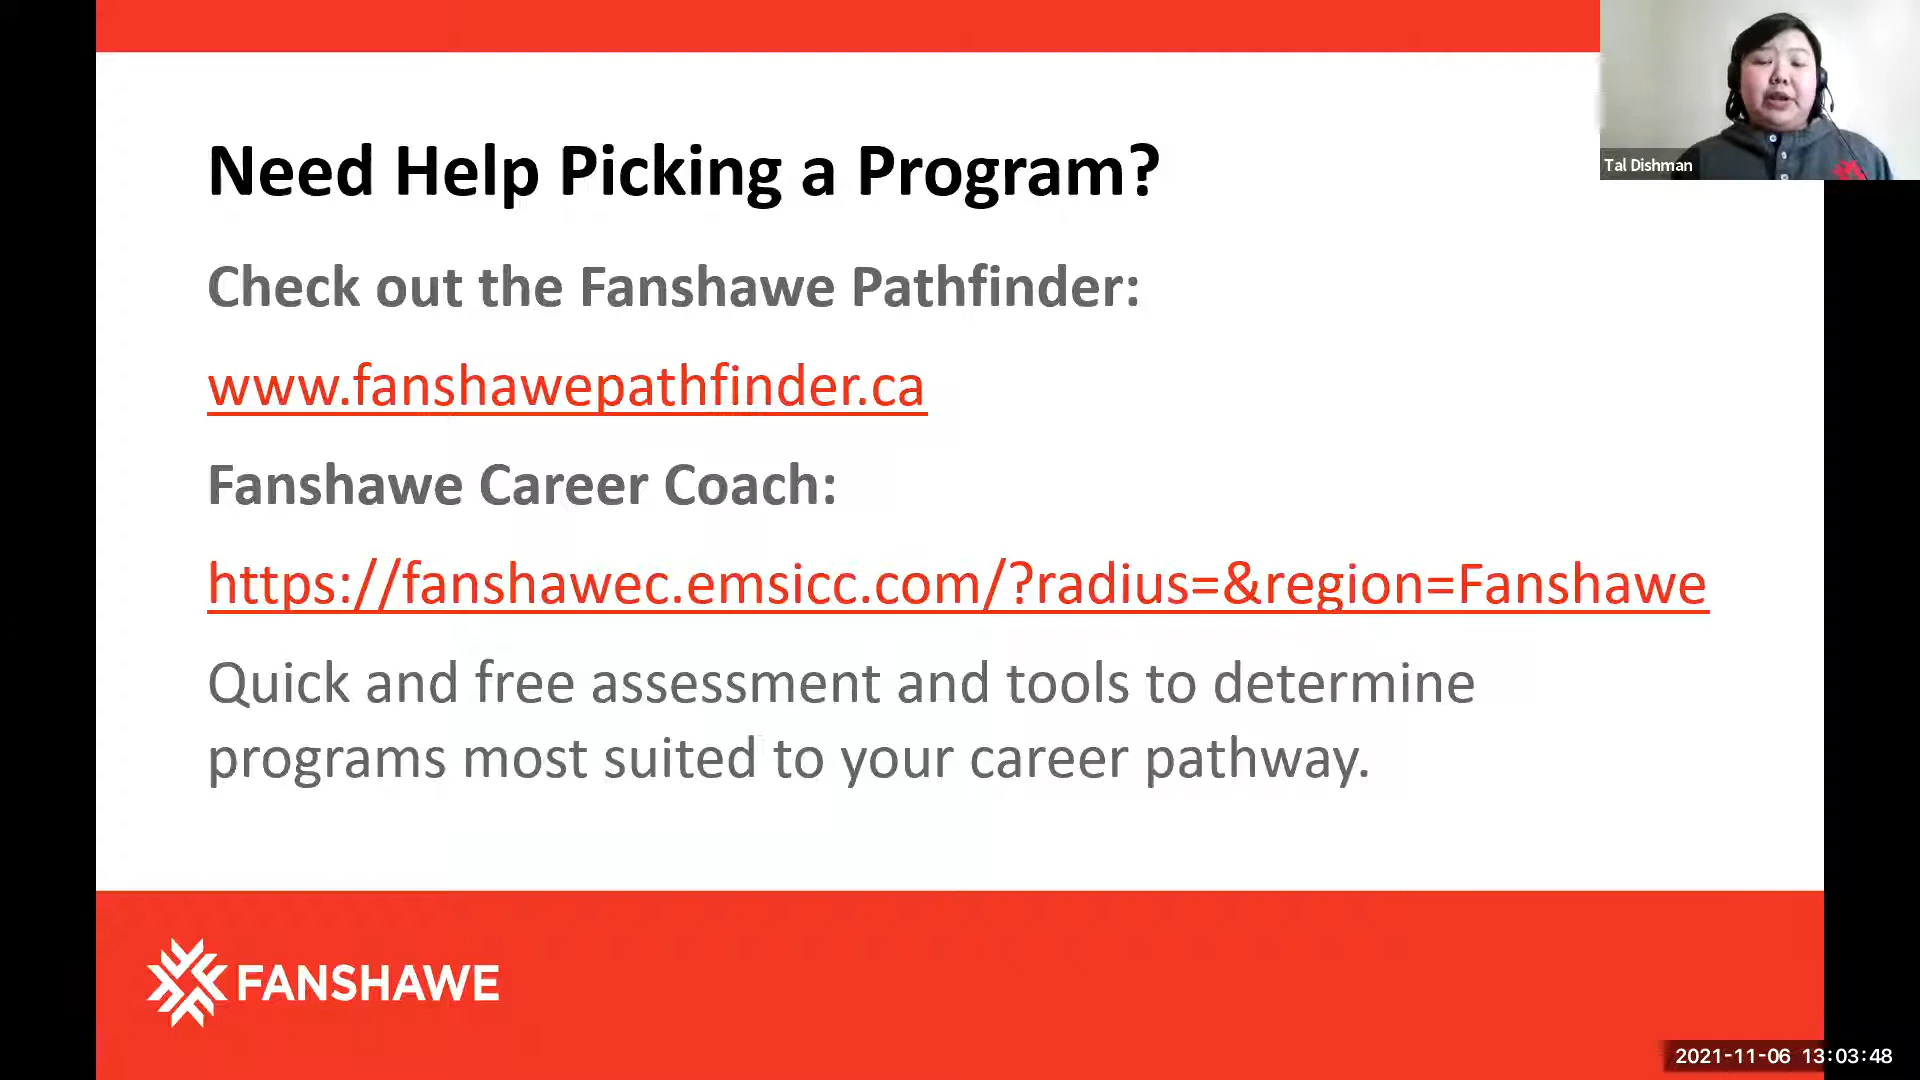 Need Help Picking a Program?
Tal Dishman
Check out the Fanshawe Pathfinder:
www.fanshawepathfinder.ca
Fanshawe Career Coach:
https://fanshawec.emsicc.com/?radius=&region=Fanshawe
Quick and free assessment and tools to determine
programs most suited to your career pathway.
FANSHAWE
2021-11-06 13:03:48